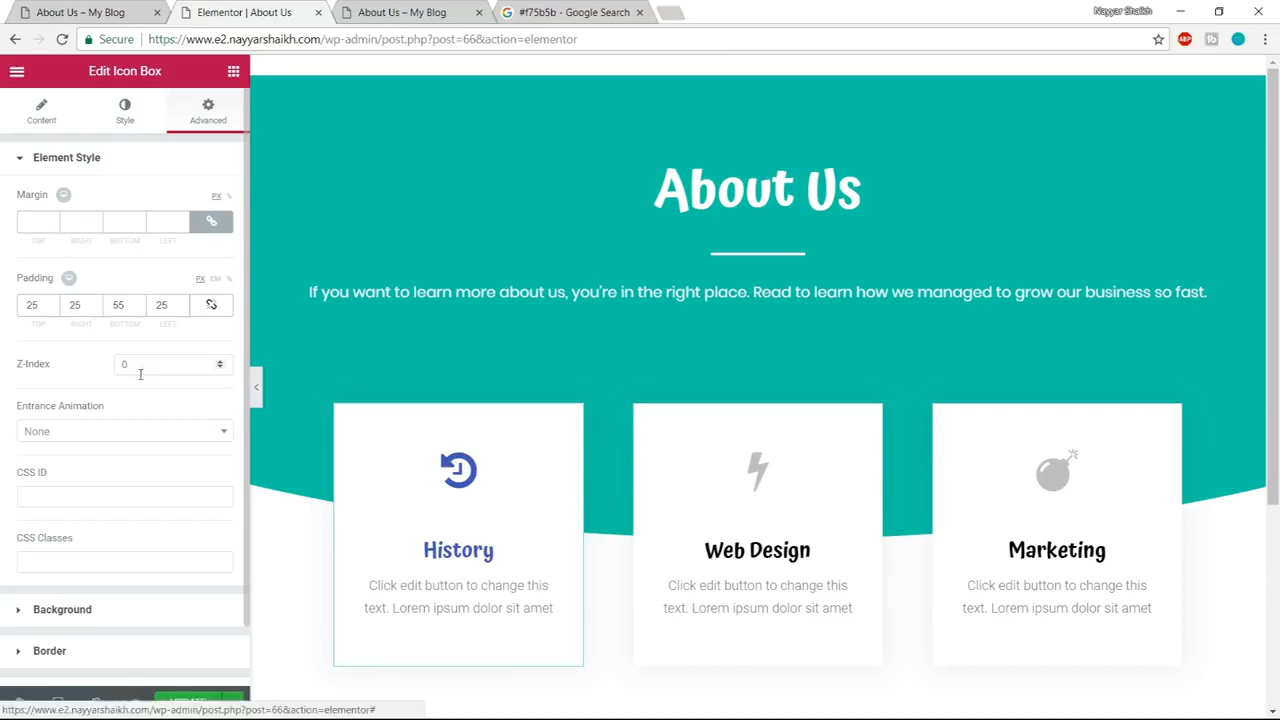 About Us – My Blog
Elementor | About Us
About Us – My Blog
#f75b5b - Google Search
Nayyar Shaikh
Secure
https://www.e2.nayyarshaikh.com/wp-admin/post.php?post=66&action=elementor
Edit Icon Box
Content
Style
Advanced
Element Style
Margin
PX %
TOP RIGHT BOTTOM LEFT
Padding
PX EM %
25 25 55 25
TOP RIGHT BOTTOM LEFT
Z-Index
0
Entrance Animation
None
CSS ID
CSS Classes
Background
Border
https://www.e2.nayyarshaikh.com/wp-admin/post.php?post=66&action=elementor#
About Us
If you want to learn more about us, you're in the right place. Read to learn how we managed to grow our business so fast.
History
Click edit button to change this
text. Lorem ipsum dolor sit amet
Web Design
Click edit button to change this
text. Lorem ipsum dolor sit amet
Marketing
Click edit button to change this
text. Lorem ipsum dolor sit amet